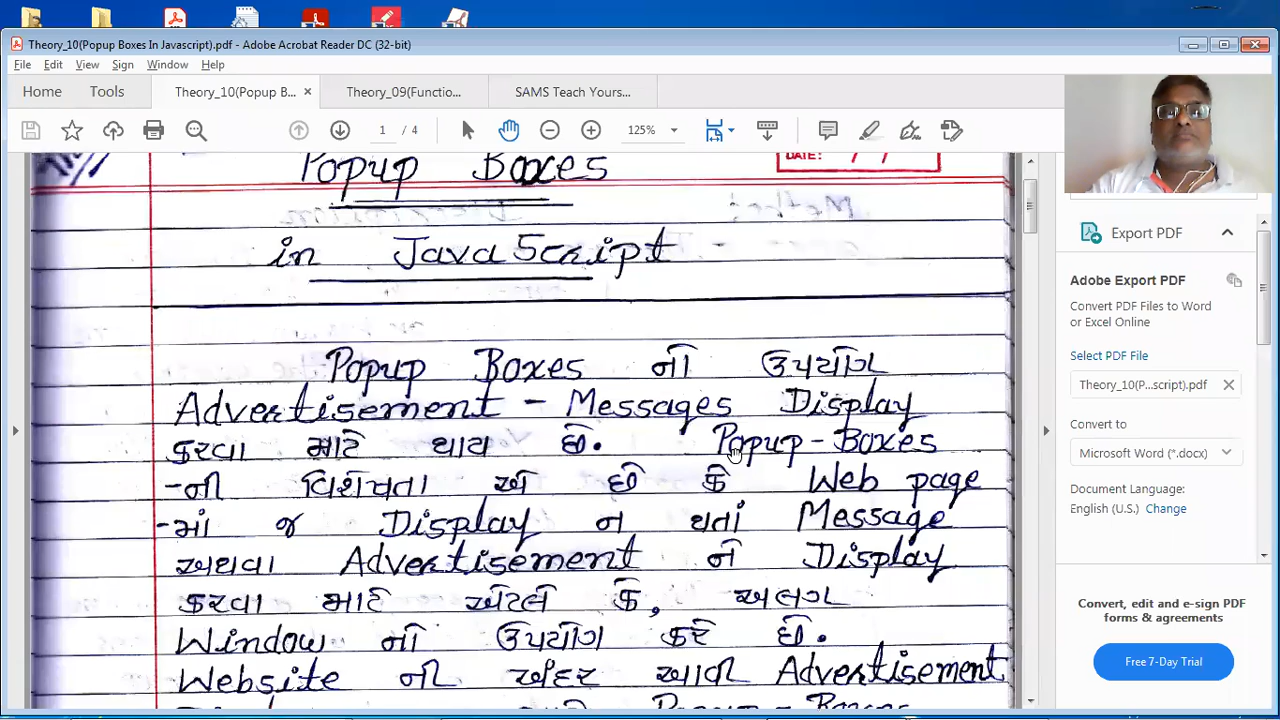 Theory_10(Popup Boxes In Javascript).pdf - Adobe Acrobat Reader DC (32-bit)
File Edit View Sign Window Help
Home Tools Theory_10(Popup B... × Theory_09(Functio... SAMS Teach Yours...
1 / 4 125%
Popup Boxes
DATE: / /
in JavaScript -
Popup Boxes નો ઉપયોગ
Advertisement - Messages Display
કરવા માટે થાય છે. Popup - Boxes
-ની વિશેષતા એ છે કે Web page
-માં જ Display ન થતાં Message
અથવા Advertisement ને Display
કરવા માટે એટલે કે, અલગ
Window નો ઉપયોગ કરે છે.
Website ની અંદર આવી Advertisement
Popup - Boxes
Export PDF
Adobe Export PDF
Convert PDF Files to Word
or Excel Online
Select PDF File
Theory_10(P...script).pdf ×
Convert to
Microsoft Word (*.docx)
Document Language:
English (U.S.) Change
Convert, edit and e-sign PDF
forms & agreements
Free 7-Day Trial